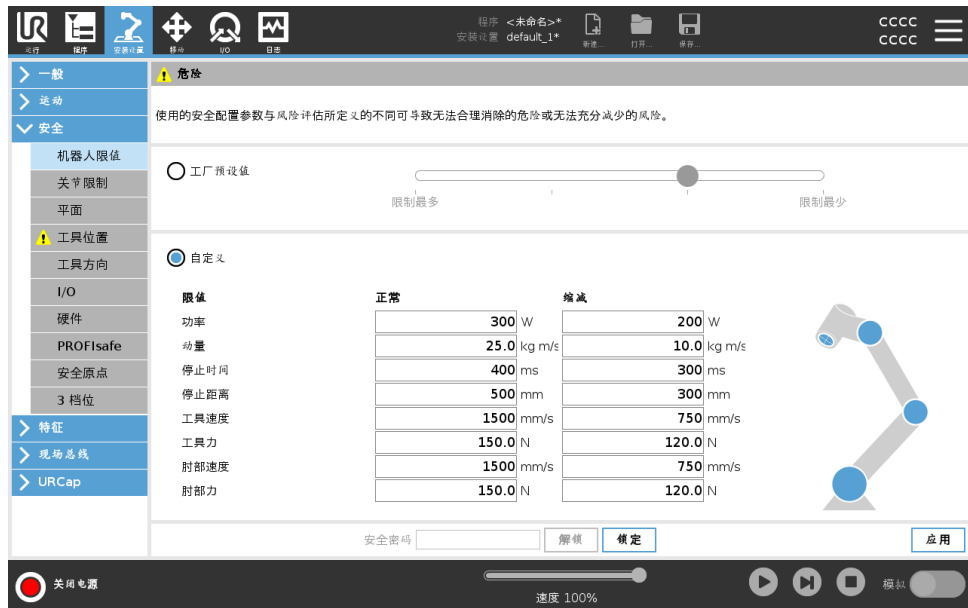 UR
运行 程序 安装设置 移动 I/O 日志
程序 <未命名>*
安装设置 default_1*
新建... 打开... 保存...
CCCC
CCCC
一般
运动
安全
机器人限值
关节限制
平面
工具位置
工具方向
I/O
硬件
PROFIsafe
安全原点
3 档位
特征
现场总线
URCap
危险
使用的安全配置参数与风险评估所定义的不同可导致无法合理消除的危险或无法充分减少的风险。
工厂预设值
限制最多 限制最少
自定义
限值 正常 缩减
功率 300 W 200 W
动量 25.0 kg m/s 10.0 kg m/s
停止时间 400 ms 300 ms
停止距离 500 mm 300 mm
工具速度 1500 mm/s 750 mm/s
工具力 150.0 N 120.0 N
肘部速度 1500 mm/s 750 mm/s
肘部力 150.0 N 120.0 N
安全密码 解锁 锁定 应用
关闭电源
速度 100%
模拟